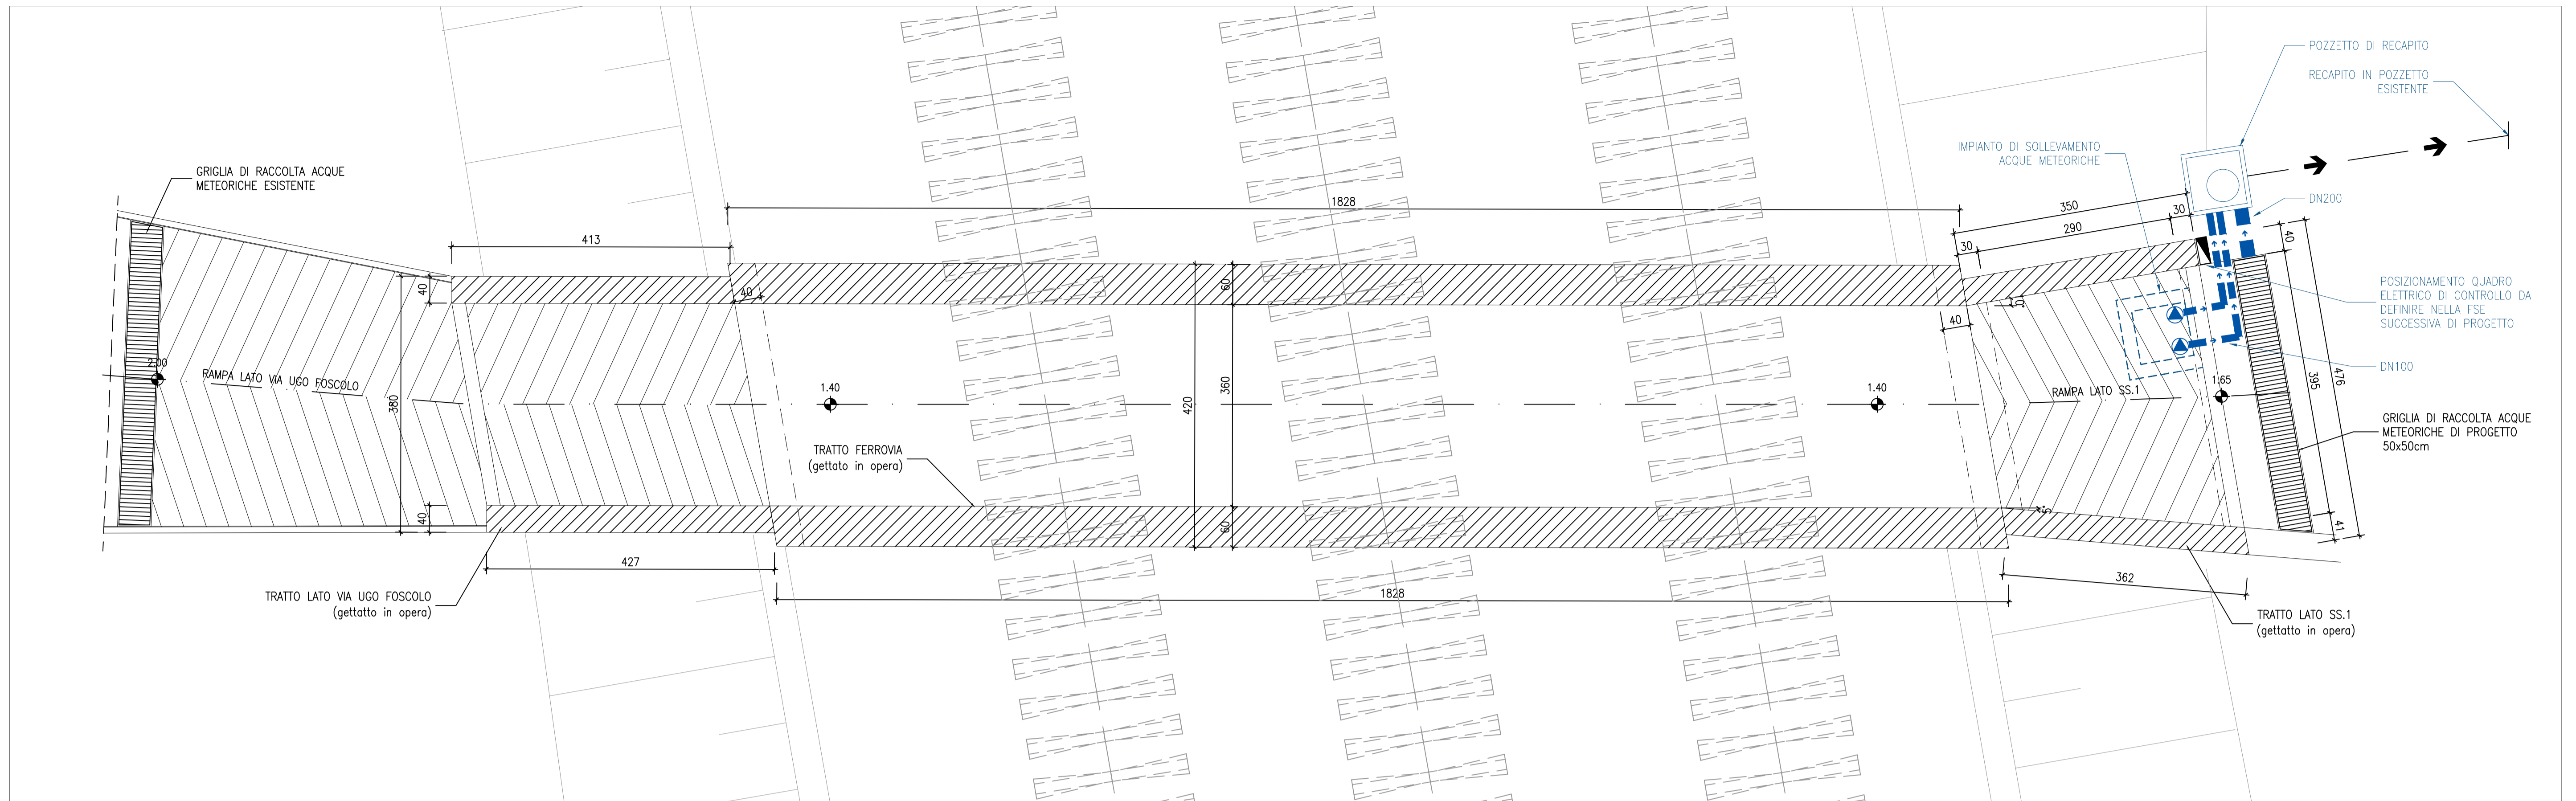 POZZETTO DI RECAPITO
RECAPITO IN POZZETTO
ESISTENTE
IMPIANTO DI SOLLEVAMENTO
ACQUE METEORICHE
GRIGLIA DI RACCOLTA ACQUE
METEORICHE ESISTENTE
DN200
1828
350
30
290
30
40
413
40
40
60
40
10
476
395
POSIZIONAMENTO QUADRO
ELETTRICO DI CONTROLLO DA
DEFINIRE NELLA FSE
SUCCESSIVA DI PROGETTO
DN100
2.00
RAMPA LATO VIA UGO FOSCOLO
380
1.40
420
360
1.40
RAMPA LATO SS.1
1.65
GRIGLIA DI RACCOLTA ACQUE
METEORICHE DI PROGETTO
50x50cm
TRATTO FERROVIA
(gettato in opera)
40
60
41
427
362
1828
TRATTO LATO VIA UGO FOSCOLO
(gettatto in opera)
TRATTO LATO SS.1
(gettatto in opera)